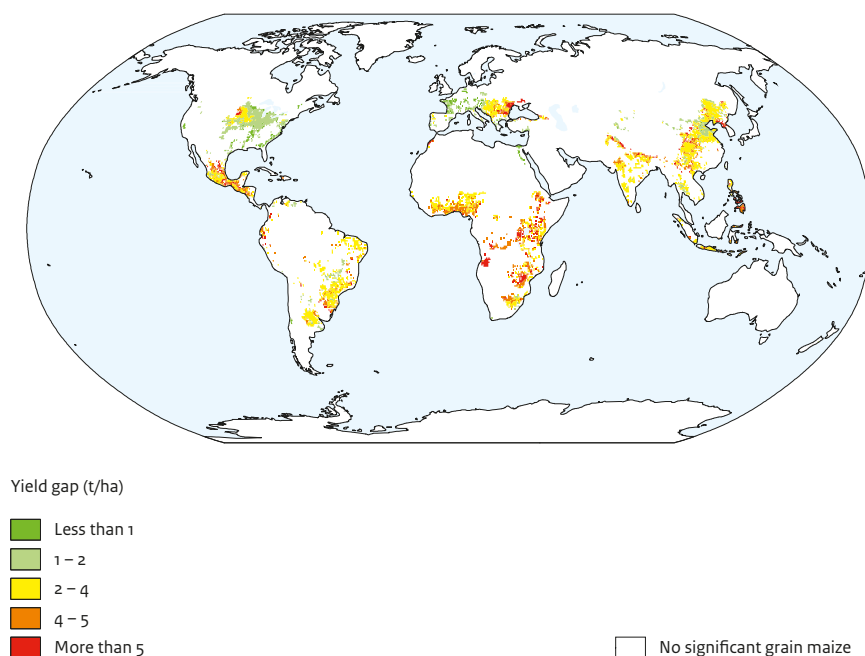 Yield gap (t/ha)
Less than 1
1 – 2
2 – 4
4 – 5
More than 5
No significant grain maize